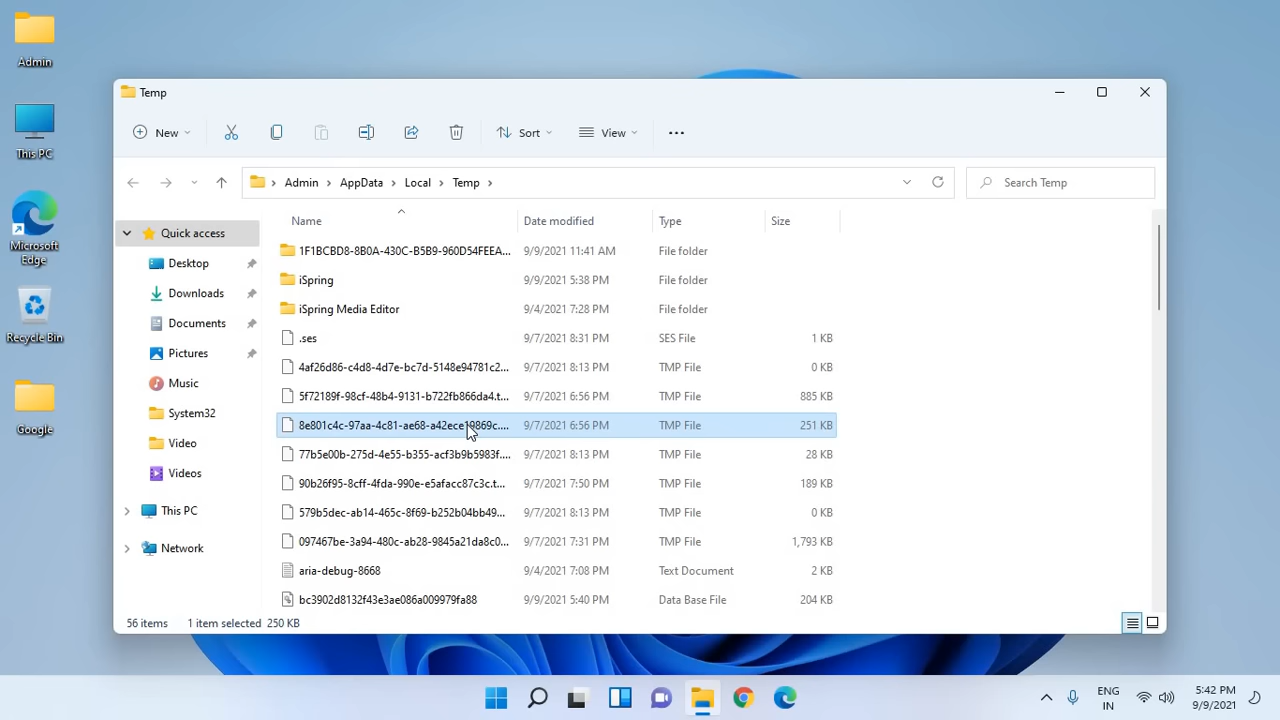 Admin
This PC
Microsoft
Edge
Recycle Bin
Google
Temp
New
Sort
View
Admin
AppData
Local
Temp
Search Temp
Quick access
Desktop
Downloads
Documents
Pictures
Music
System32
Video
Videos
This PC
Network
Name Date modified Type Size
1F1BCBD8-8B0A-430C-B5B9-960D54FEEA... 9/9/2021 11:41 AM File folder
iSpring 9/9/2021 5:38 PM File folder
iSpring Media Editor 9/4/2021 7:28 PM File folder
.ses 9/7/2021 8:31 PM SES File 1 KB
4af26d86-c4d8-4d7e-bc7d-5148e94781c2... 9/7/2021 8:13 PM TMP File 0 KB
5f72189f-98cf-48b4-9131-b722fb866da4.t... 9/7/2021 6:56 PM TMP File 885 KB
9/7/2021 6:56 PM TMP File 251 KB
77b5e00b-275d-4e55-b355-acf3b9b5983f.... 9/7/2021 8:13 PM TMP File 28 KB
90b26f95-8cff-4fda-990e-e5afacc87c3c.t... 9/7/2021 7:50 PM TMP File 189 KB
579b5dec-ab14-465c-8f69-b252b04bb49... 9/7/2021 8:13 PM TMP File 0 KB
097467be-3a94-480c-ab28-9845a21da8c0... 9/7/2021 7:31 PM TMP File 1,793 KB
aria-debug-8668 9/4/2021 7:08 PM Text Document 2 KB
bc3902d8132f43e3ae086a009979fa88 9/9/2021 5:40 PM Data Base File 204 KB
56 items 1 item selected 250 KB
ENG
IN
5:42 PM
9/9/2021